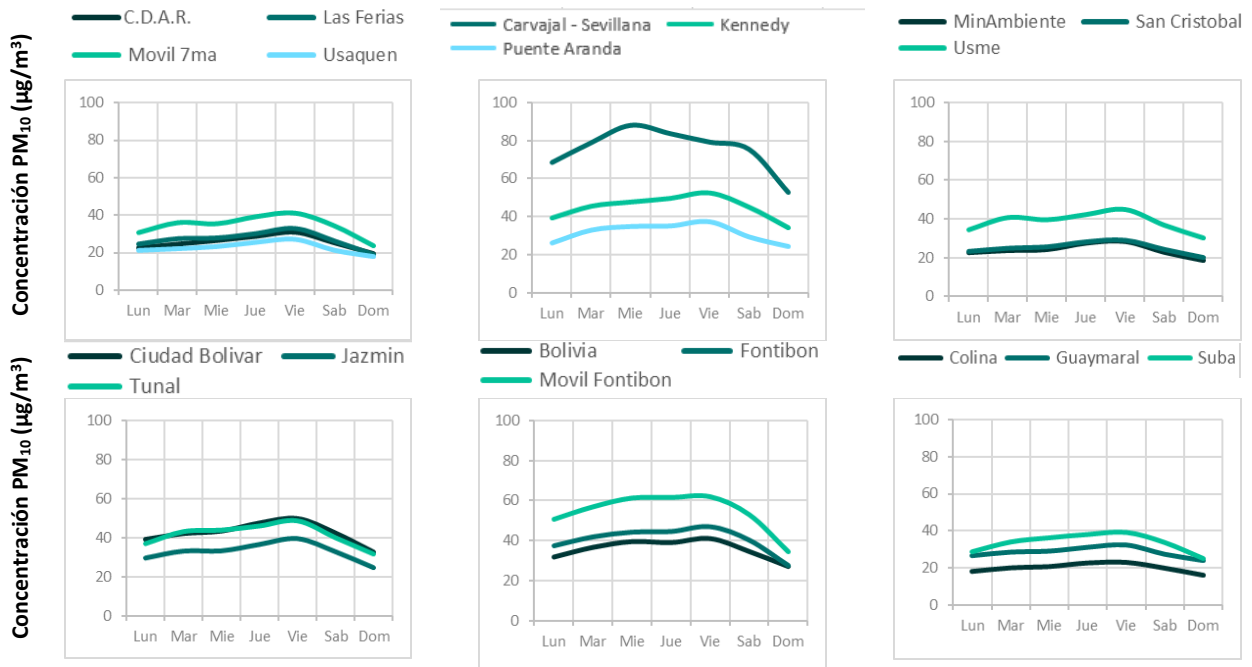 Concentración PM₁₀ (µg/m³)
C.D.A.R. Las Ferias
Movil 7ma Usaquen
100
80
60
40
20
0
Lun Mar Mie Jue Vie Sab Dom
Carvajal - Sevillana Kennedy
Puente Aranda
100
80
60
40
20
0
Lun Mar Mie Jue Vie Sab Dom
MinAmbiente San Cristobal
Usme
100
80
60
40
20
0
Lun Mar Mie Jue Vie Sab Dom
Concentración PM₁₀ (µg/m³)
Ciudad Bolivar Jazmin
Tunal
100
80
60
40
20
0
Lun Mar Mie Jue Vie Sab Dom
Bolivia Fontibon
Movil Fontibon
100
80
60
40
20
0
Lun Mar Mie Jue Vie Sab Dom
Colina Guaymaral Suba
100
80
60
40
20
0
Lun Mar Mie Jue Vie Sab Dom